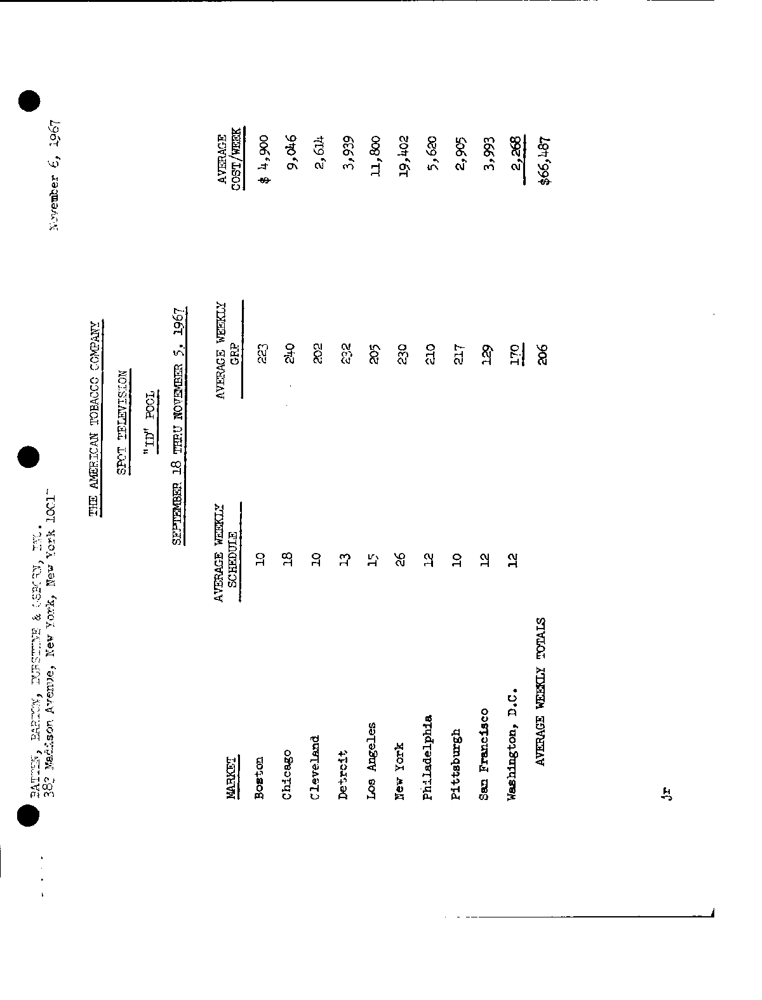 BATTEN, BARTON, DURSTINE & OSBORN, INC.
383 Madison Avenue, New York, New York
November 6, 1967
THE AMERICAN TOBACCO COMPANY
SPOT TELEVISION
"ID" POOL
SEPTEMBER 18 THRU NOVEMBER 5, 1967
MARKET AVERAGE WEEKLY SCHEDULE AVERAGE WEEKLY GRP AVERAGE COST/WEEK
Boston 10 223 $ 4,900
Chicago 18 240 9,046
Cleveland 10 202 2,614
Detroit 13 232 3,939
Los Angeles 15 205 11,800
New York 26 230 19,402
Philadelphia 12 210 5,620
Pittsburgh 10 217 2,905
San Francisco 12 129 3,993
Washington, D.C. 12 170 2,268
AVERAGE WEEKLY TOTALS 206 $66,487
jr